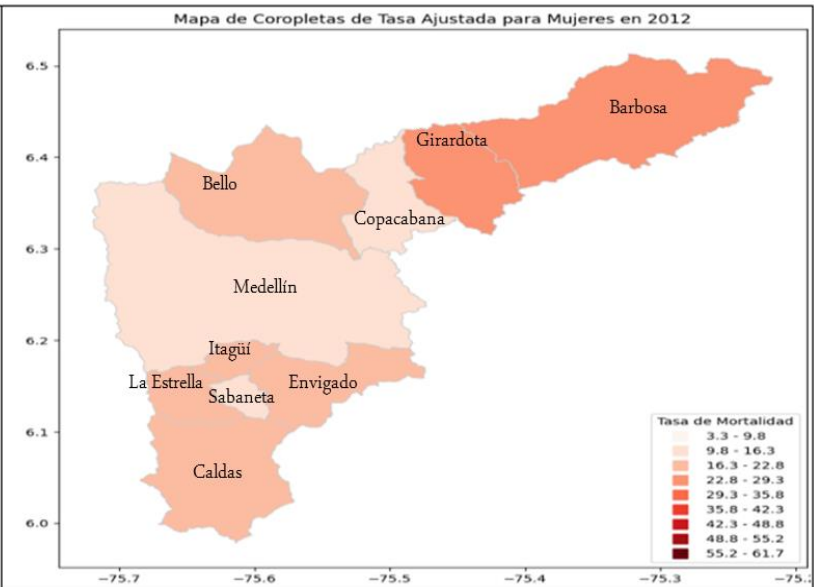 Mapa de Coropletas de Tasa Ajustada para Mujeres en 2012
6.5
Barbosa
6.4
Girardota
Bello
Copacabana
6.3
Medellín
6.2
Itagüí
La Estrella
Envigado
Sabaneta
6.1
Caldas
6.0
Tasa de Mortalidad
3.3 - 9.8
9.8 - 16.3
16.3 - 22.8
22.8 - 29.3
29.3 - 35.8
35.8 - 42.3
42.3 - 48.8
48.8 - 55.2
55.2 - 61.7
−75.7 −75.6 −75.5 −75.4 −75.3